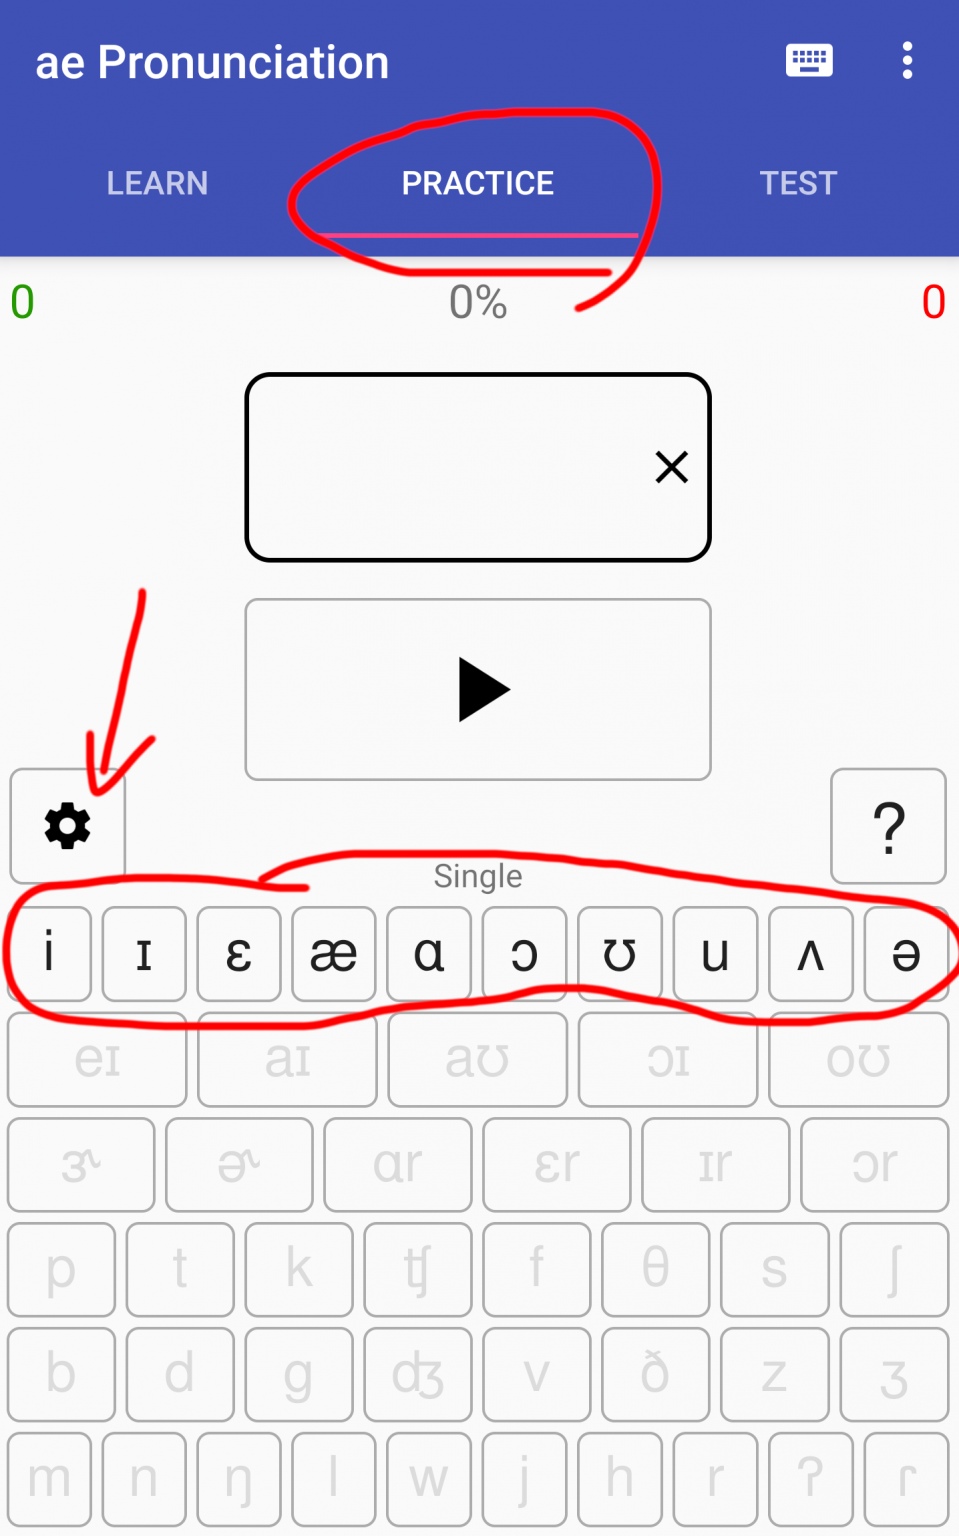 ae Pronunciation
LEARN PRACTICE TEST
0 0% 0
?
Single
i ɪ ɛ æ ɑ ɔ ʊ u ʌ ə
eɪ aɪ aʊ ɔɪ oʊ
ɝ ɚ ɑr ɛr ɪr ɔr
p t k ʧ f θ s ʃ
b d g ʤ v ð z ʒ
m n ŋ l w j h r ʔ ɾ